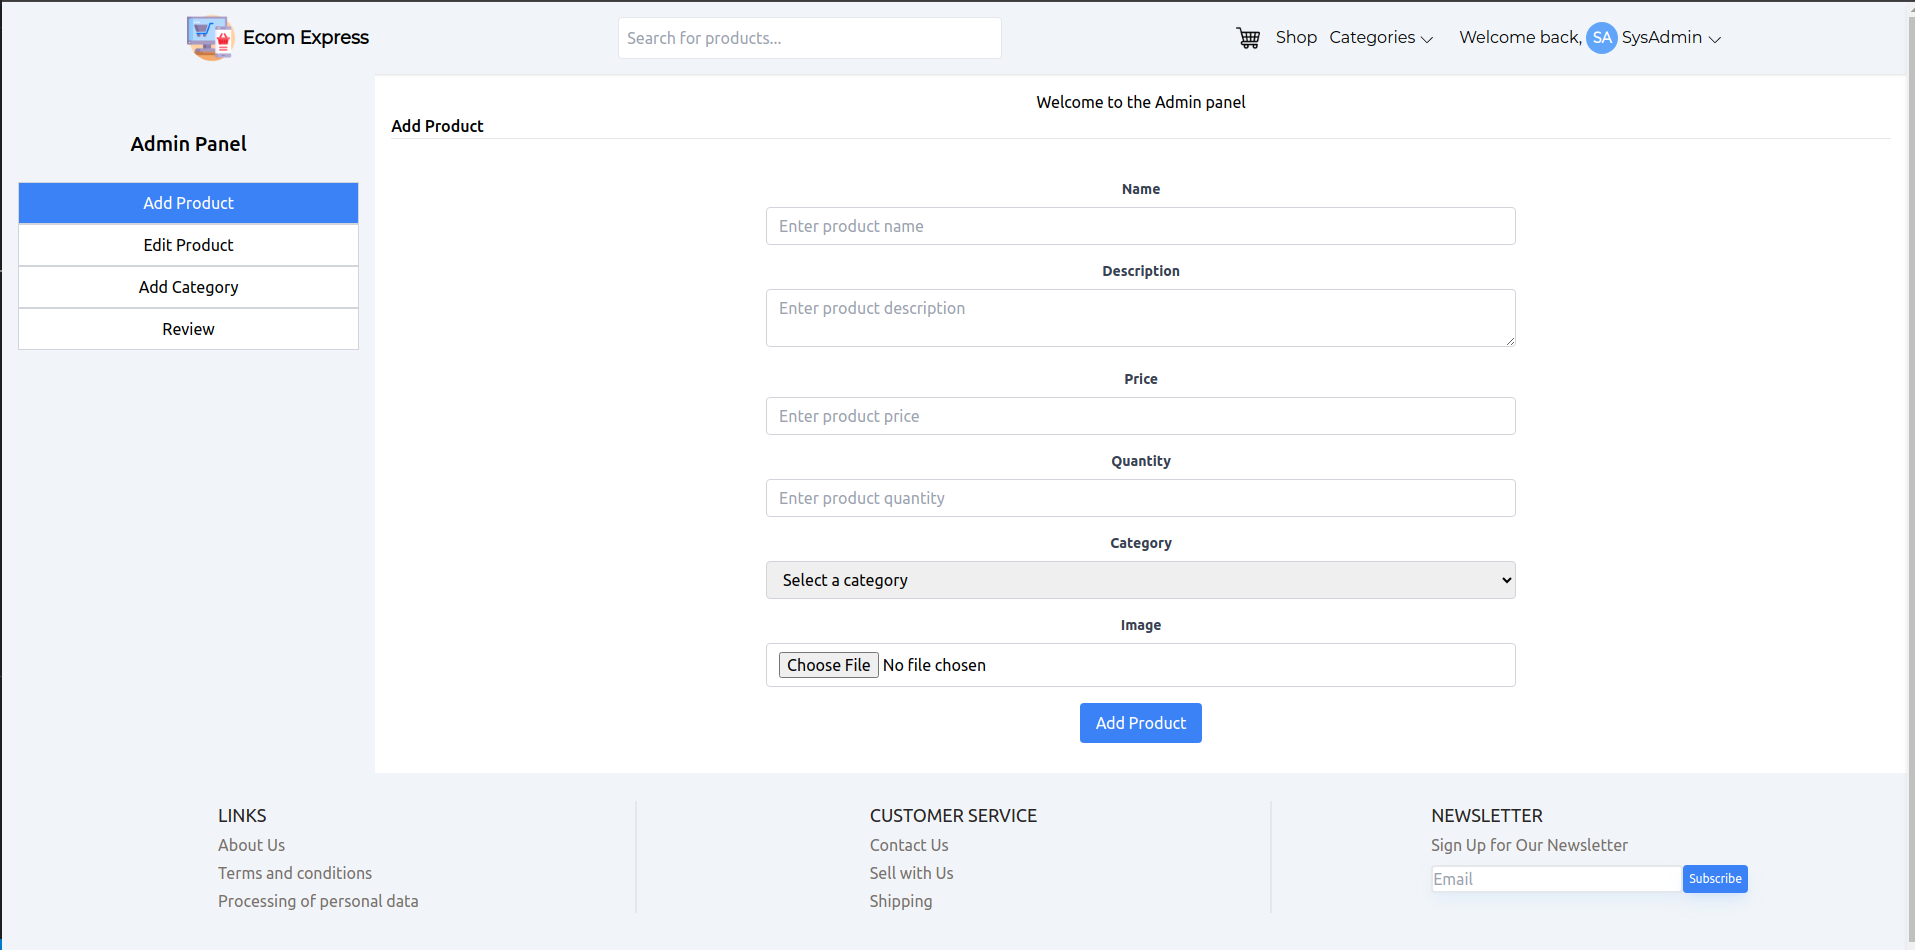 Ecom Express
Search for products...
Shop
Categories
Welcome back, SA SysAdmin
Admin Panel
Add Product
Edit Product
Add Category
Review
Welcome to the Admin panel
Add Product
Name
Enter product name
Description
Enter product description
Price
Enter product price
Quantity
Enter product quantity
Category
Select a category
Image
Choose File No file chosen
Add Product
LINKS
About Us
Terms and conditions
Processing of personal data
CUSTOMER SERVICE
Contact Us
Sell with Us
Shipping
NEWSLETTER
Sign Up for Our Newsletter
Email
Subscribe